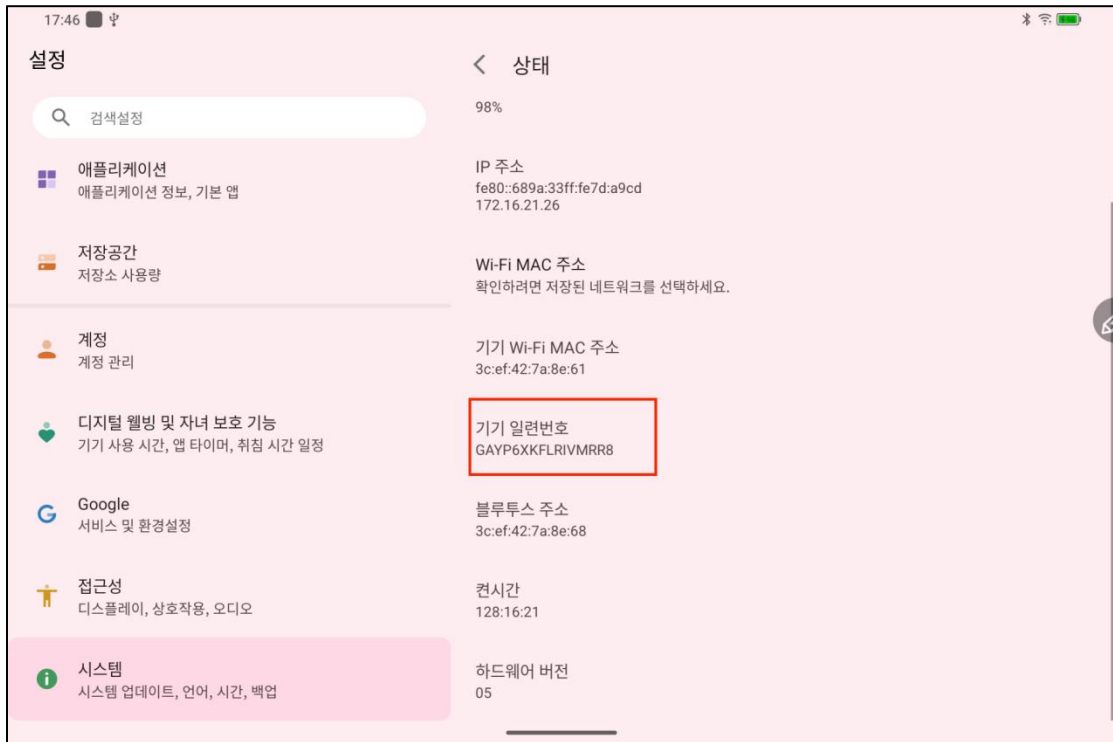 17:46
설정
검색설정
애플리케이션
애플리케이션 정보, 기본 앱
저장공간
저장소 사용량
계정
계정 관리
디지털 웰빙 및 자녀 보호 기능
기기 사용 시간, 앱 타이머, 취침 시간 일정
Google
서비스 및 환경설정
접근성
디스플레이, 상호작용, 오디오
시스템
시스템 업데이트, 언어, 시간, 백업
상태
98%
IP 주소
fe80::689a:33ff:fe7d:a9cd
172.16.21.26
Wi-Fi MAC 주소
확인하려면 저장된 네트워크를 선택하세요.
기기 Wi-Fi MAC 주소
3c:ef:42:7a:8e:61
기기 일련번호
GAYP6XKFLRIVMRR8
블루투스 주소
3c:ef:42:7a:8e:68
켠시간
128:16:21
하드웨어 버전
05